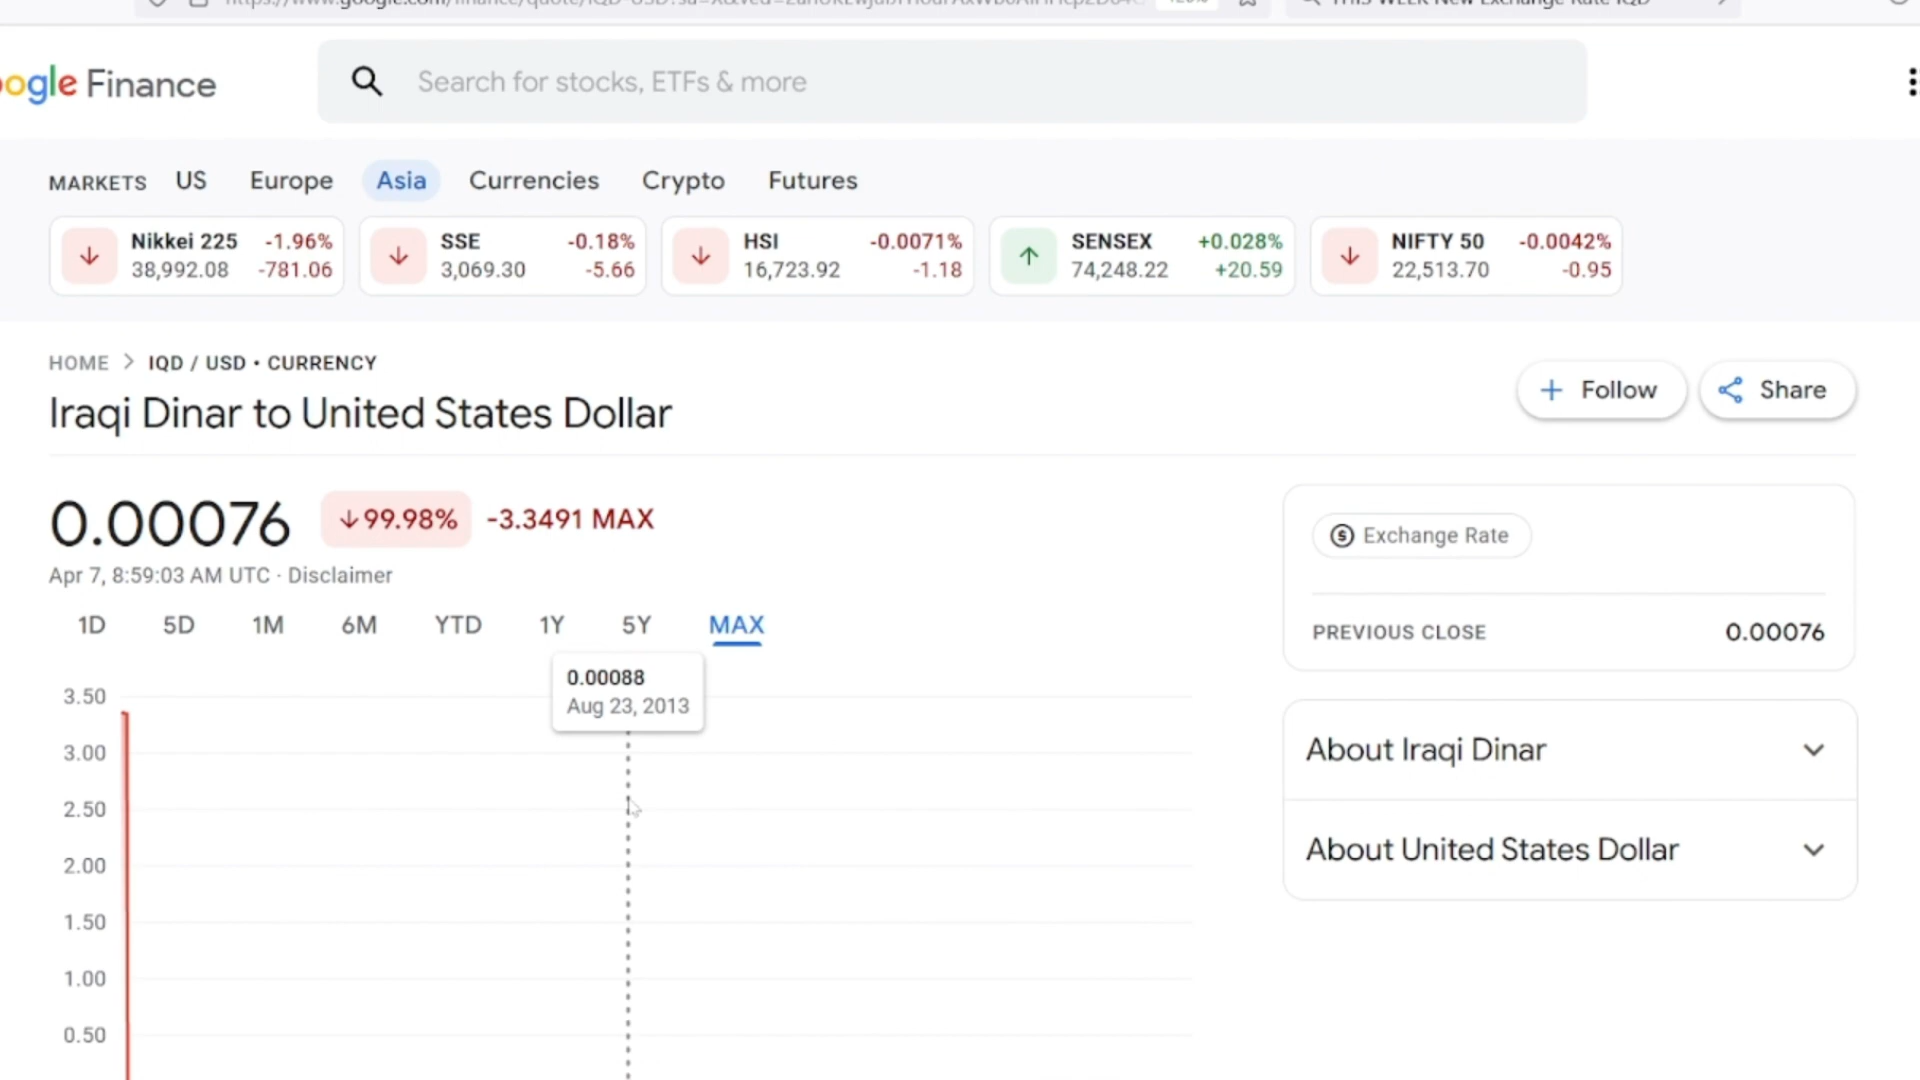 ogle Finance
Search for stocks, ETFs & more
MARKETS US Europe Asia Currencies Crypto Futures
Nikkei 225 -1.96%
38,992.08 -781.06
SSE -0.18%
3,069.30 -5.66
HSI -0.0071%
16,723.92 -1.18
SENSEX +0.028%
74,248.22 +20.59
NIFTY 50 -0.0042%
22,513.70 -0.95
HOME > IQD / USD • CURRENCY
Iraqi Dinar to United States Dollar
Follow
Share
0.00076 ↓99.98% -3.3491 MAX
Apr 7, 8:59:03 AM UTC · Disclaimer
1D 5D 1M 6M YTD 1Y 5Y MAX
0.00088
Aug 23, 2013
3.50
3.00
2.50
2.00
1.50
1.00
0.50
Exchange Rate
PREVIOUS CLOSE 0.00076
About Iraqi Dinar
About United States Dollar